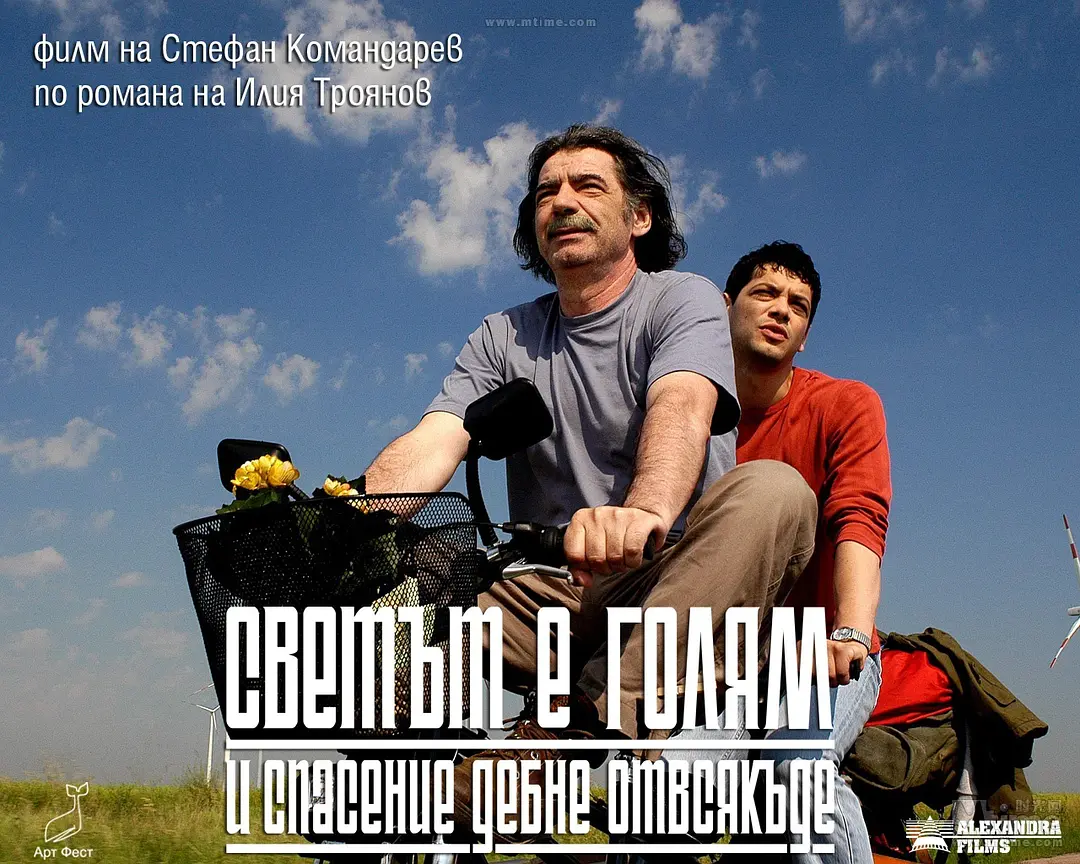 www.mtime.com
филм на Стефан Командарев
по романа на Илия Троянов
СВЕТЪТ Е ГОЛЯМ
И СПАСЕНИЕ ДЕБНЕ ОТВСЯКЪДЕ
Арт Фест
ALEXANDRA
FILMS